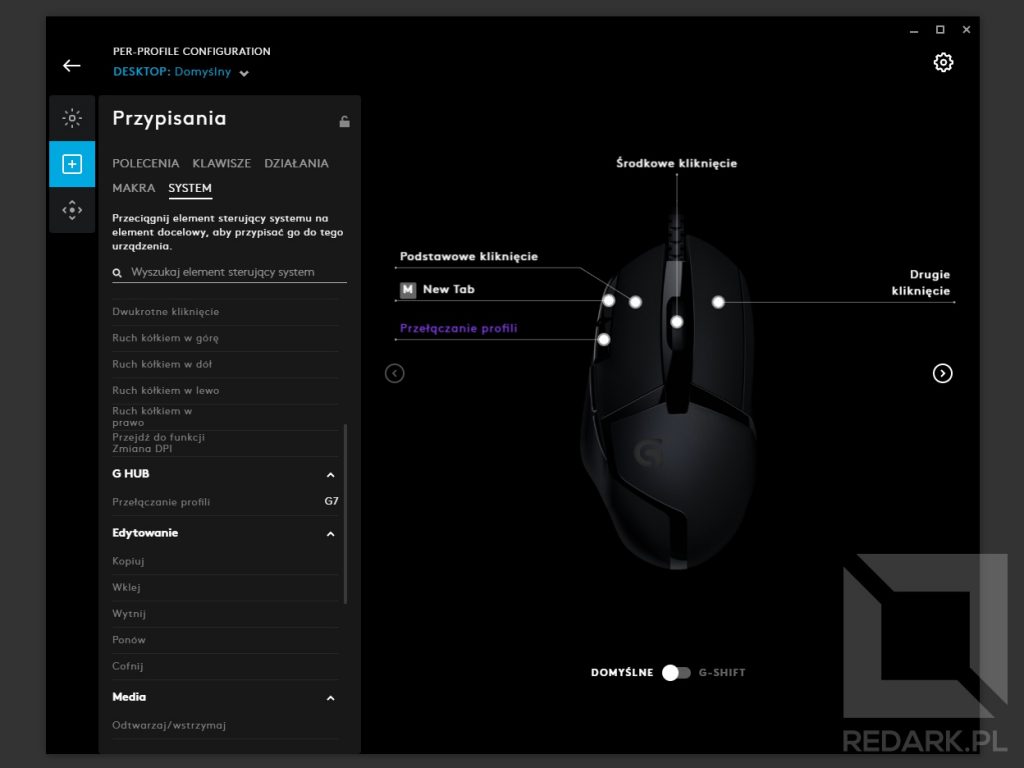 PER-PROFILE CONFIGURATION
DESKTOP: Domyślny
Przypisania
POLECENIA KLAWISZE DZIAŁANIA
MAKRA SYSTEM
Przeciągnij element sterujący systemu na
element docelowy, aby przypisać go do tego
urządzenia.
Wyszukaj element sterujący system
Dwukrotne kliknięcie
Ruch kółkiem w górę
Ruch kółkiem w dół
Ruch kółkiem w lewo
Ruch kółkiem w
prawo
Przejdź do funkcji
Zmiana DPI
G HUB
Przełączanie profili G7
Edytowanie
Kopiuj
Wklej
Wytnij
Ponów
Cofnij
Media
Odtwarzaj/wstrzymaj
Środkowe kliknięcie
Podstawowe kliknięcie
M New Tab
Przełączanie profili
Drugie
kliknięcie
G
DOMYŚLNE G-SHIFT
REDARK.PL